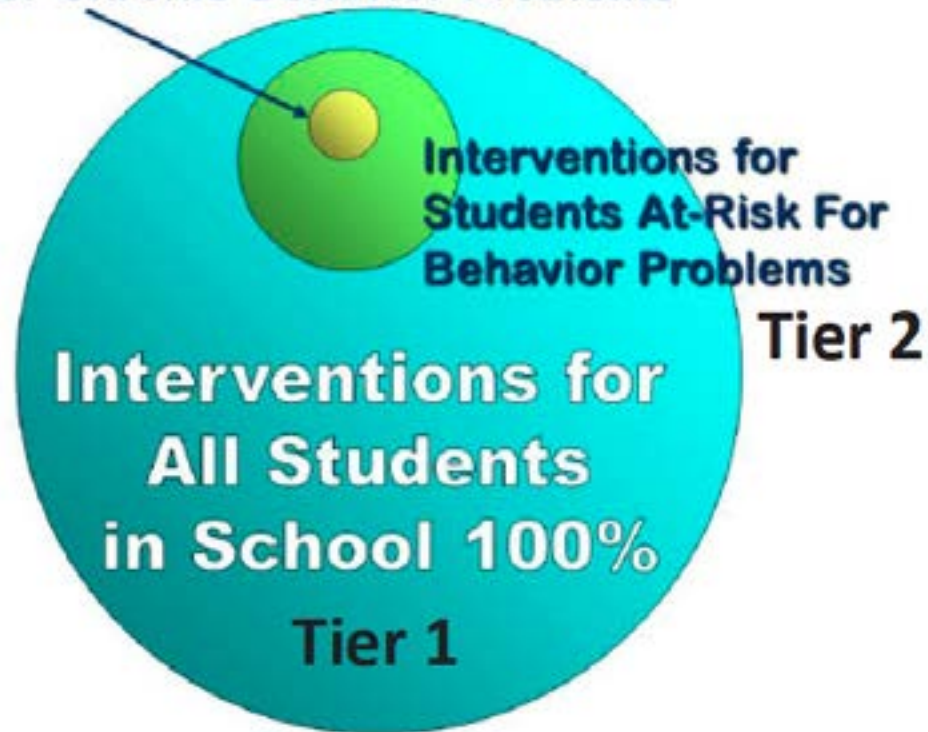 Interventions for
Students At-Risk For
Behavior Problems
Tier 2
Interventions for
All Students
in School 100%
Tier 1